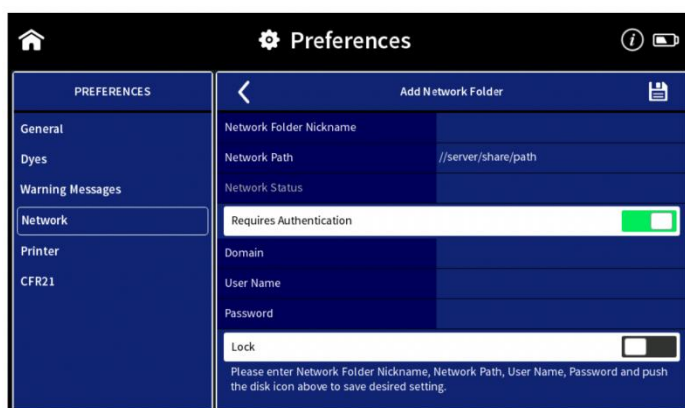 Preferences
PREFERENCES
General
Dyes
Warning Messages
Network
Printer
CFR21
Add Network Folder
Network Folder Nickname
Network Path //server/share/path
Network Status
Requires Authentication
Domain
User Name
Password
Lock
Please enter Network Folder Nickname, Network Path, User Name, Password and push
the disk icon above to save desired setting.